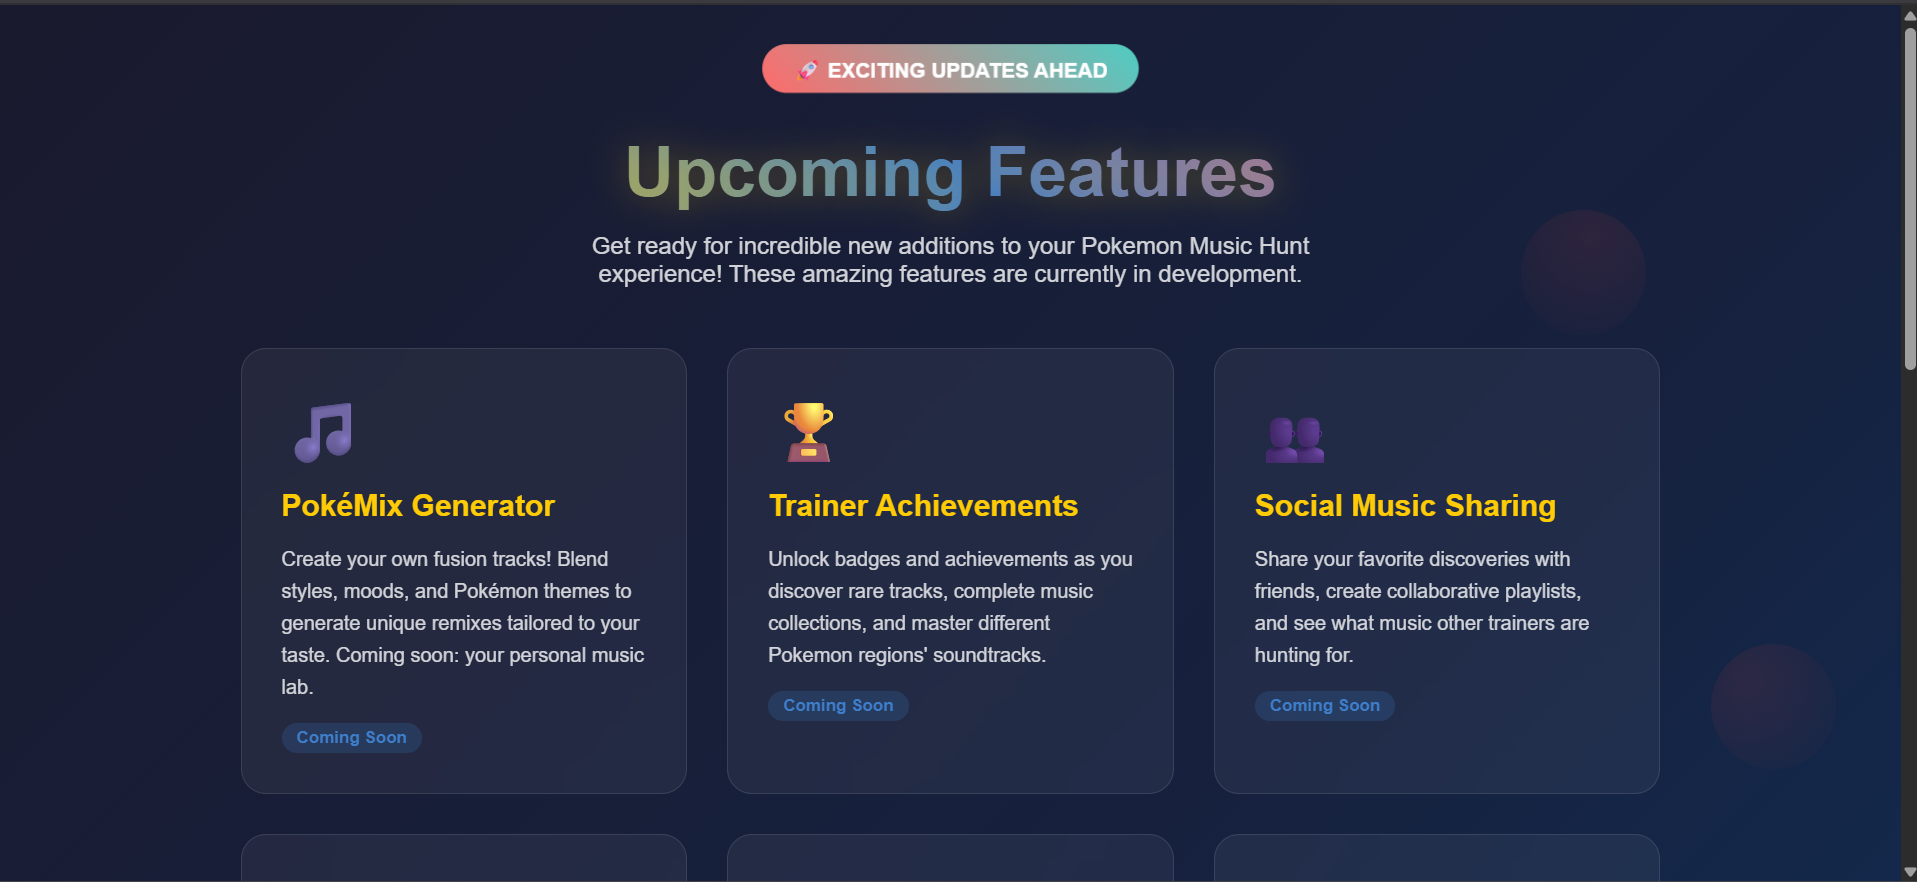 🚀 EXCITING UPDATES AHEAD
Upcoming Features
Get ready for incredible new additions to your Pokemon Music Hunt
experience! These amazing features are currently in development.
PokéMix Generator
Create your own fusion tracks! Blend
styles, moods, and Pokémon themes to
generate unique remixes tailored to your
taste. Coming soon: your personal music
lab.
Coming Soon
Trainer Achievements
Unlock badges and achievements as you
discover rare tracks, complete music
collections, and master different
Pokemon regions' soundtracks.
Coming Soon
Social Music Sharing
Share your favorite discoveries with
friends, create collaborative playlists,
and see what music other trainers are
hunting for.
Coming Soon